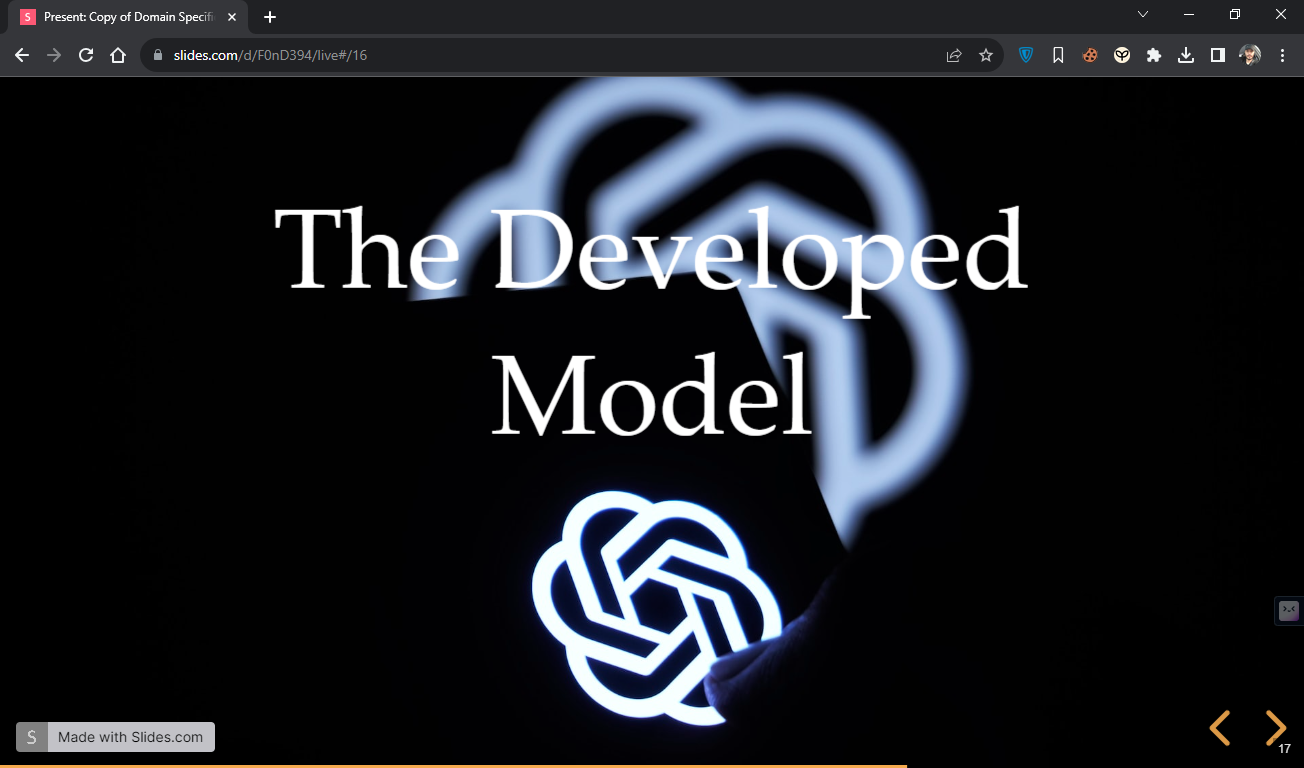 S Present: Copy of Domain Specifi
slides.com/d/F0nD394/live#/16
The Developed
Model
S Made with Slides.com
17